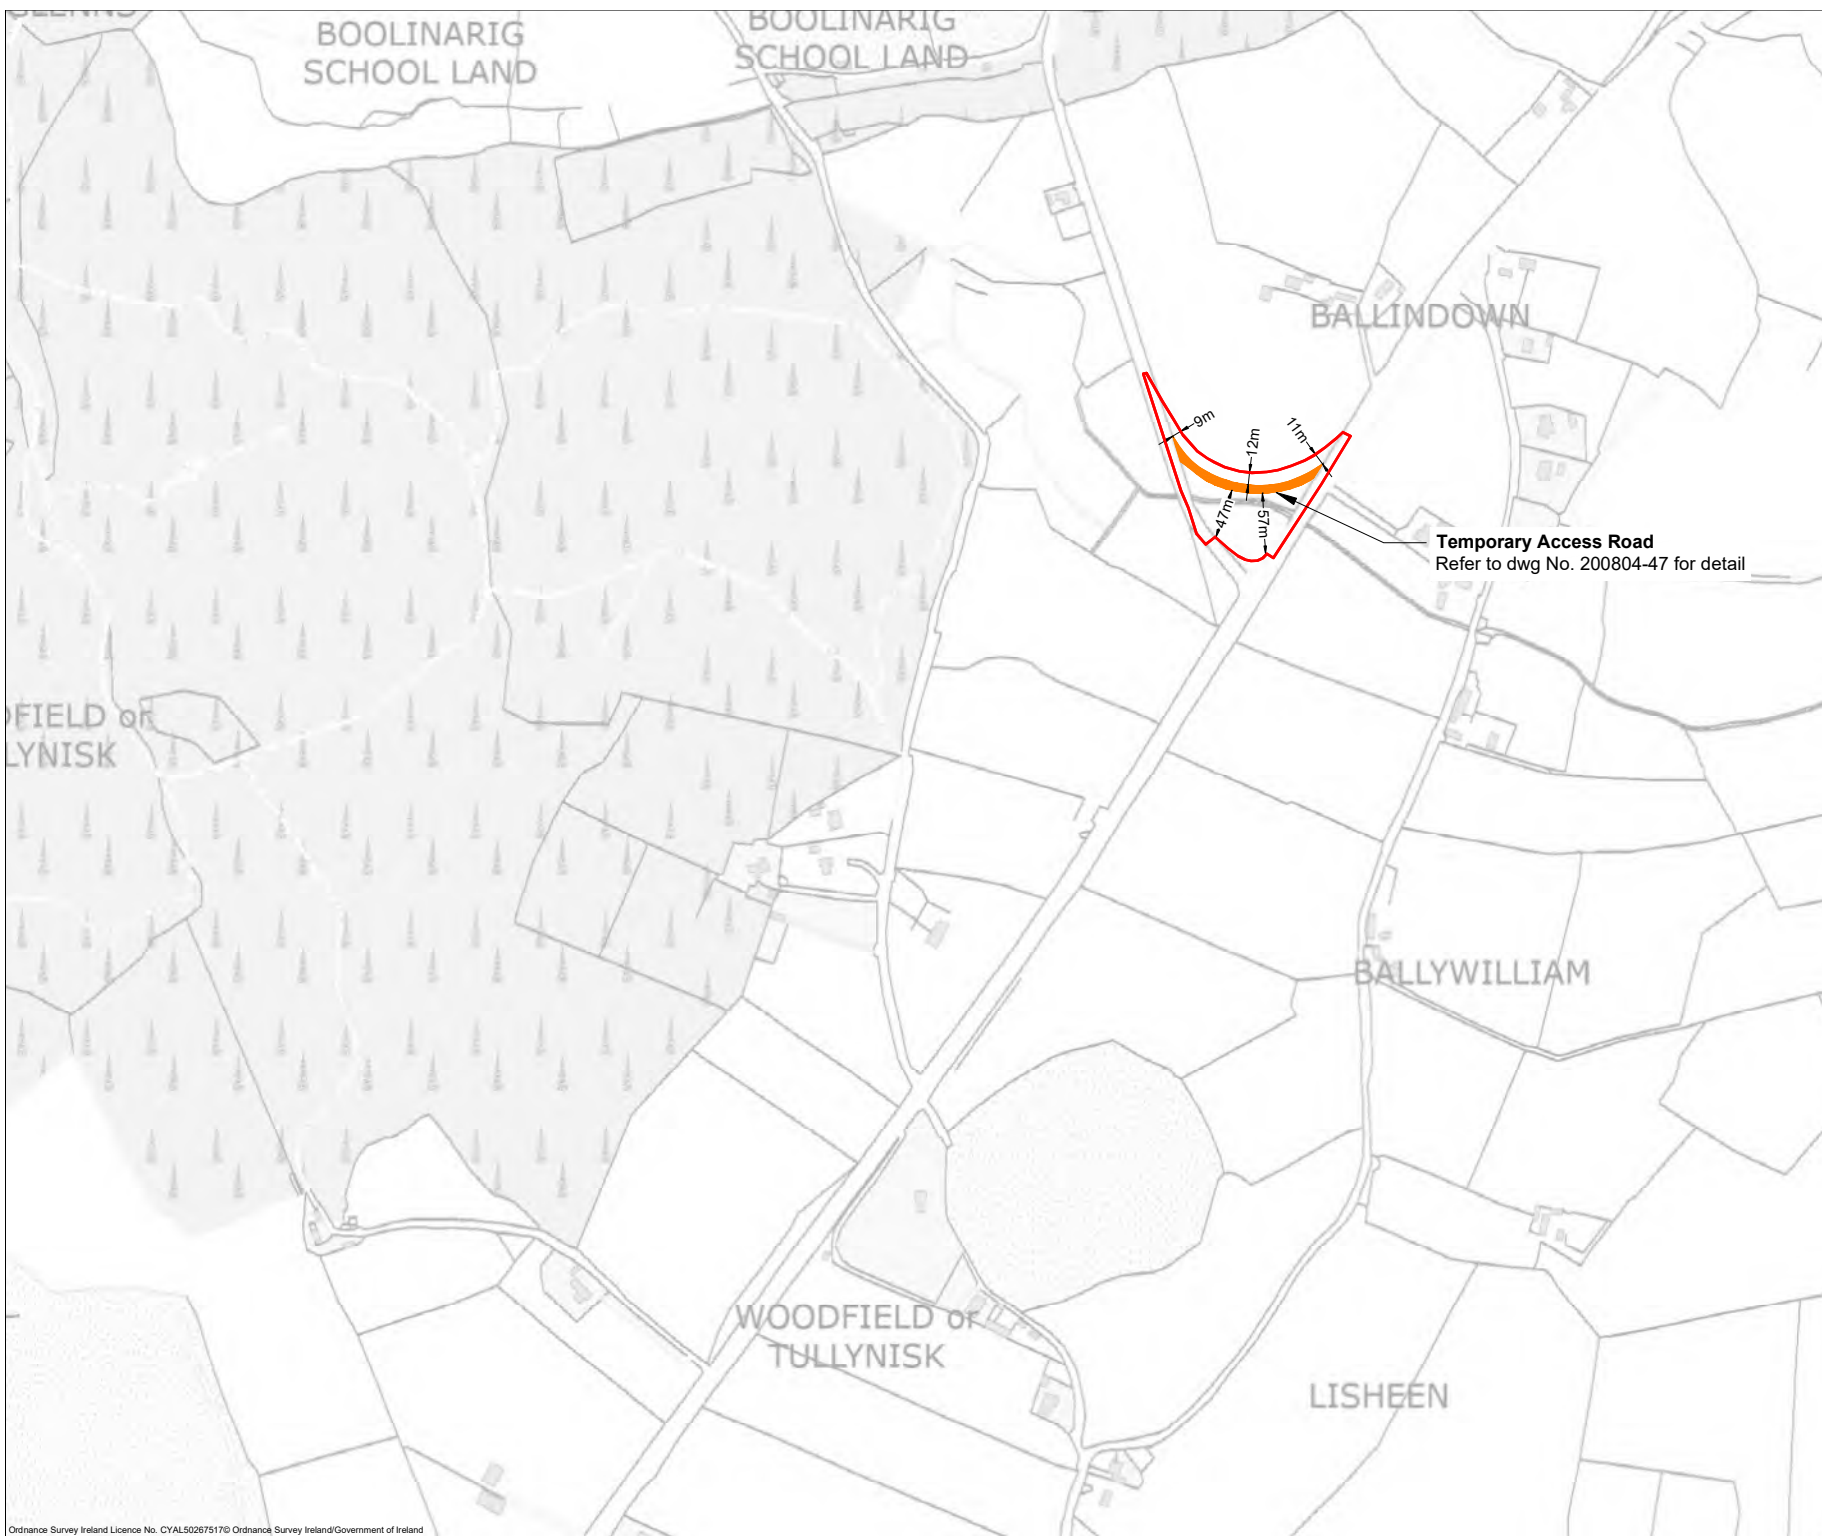 BOOLINARIG
SCHOOL LAND
BOOLINARIG
SCHOOL LAND
BALLINDOWN
9m
12m
11m
47m
57m
Temporary Access Road
Refer to dwg No. 200804-47 for detail
LYNISK
BALLYWILLIAM
WOODFIELD or
TULLYNISK
LISHEEN
Ordnance Survey Ireland Licence No. CYAL50267517© Ordnance Survey Ireland/Government of Ireland